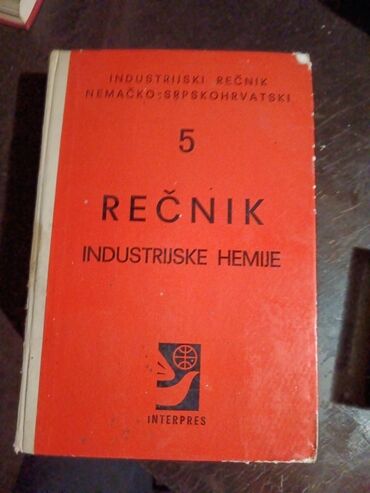 INDUSTRIJSKI REČNIK
NEMAČKO-SRPSKOHRVATSKI
5
REČNIK
INDUSTRIJSKE HEMIJE
INTERPRES